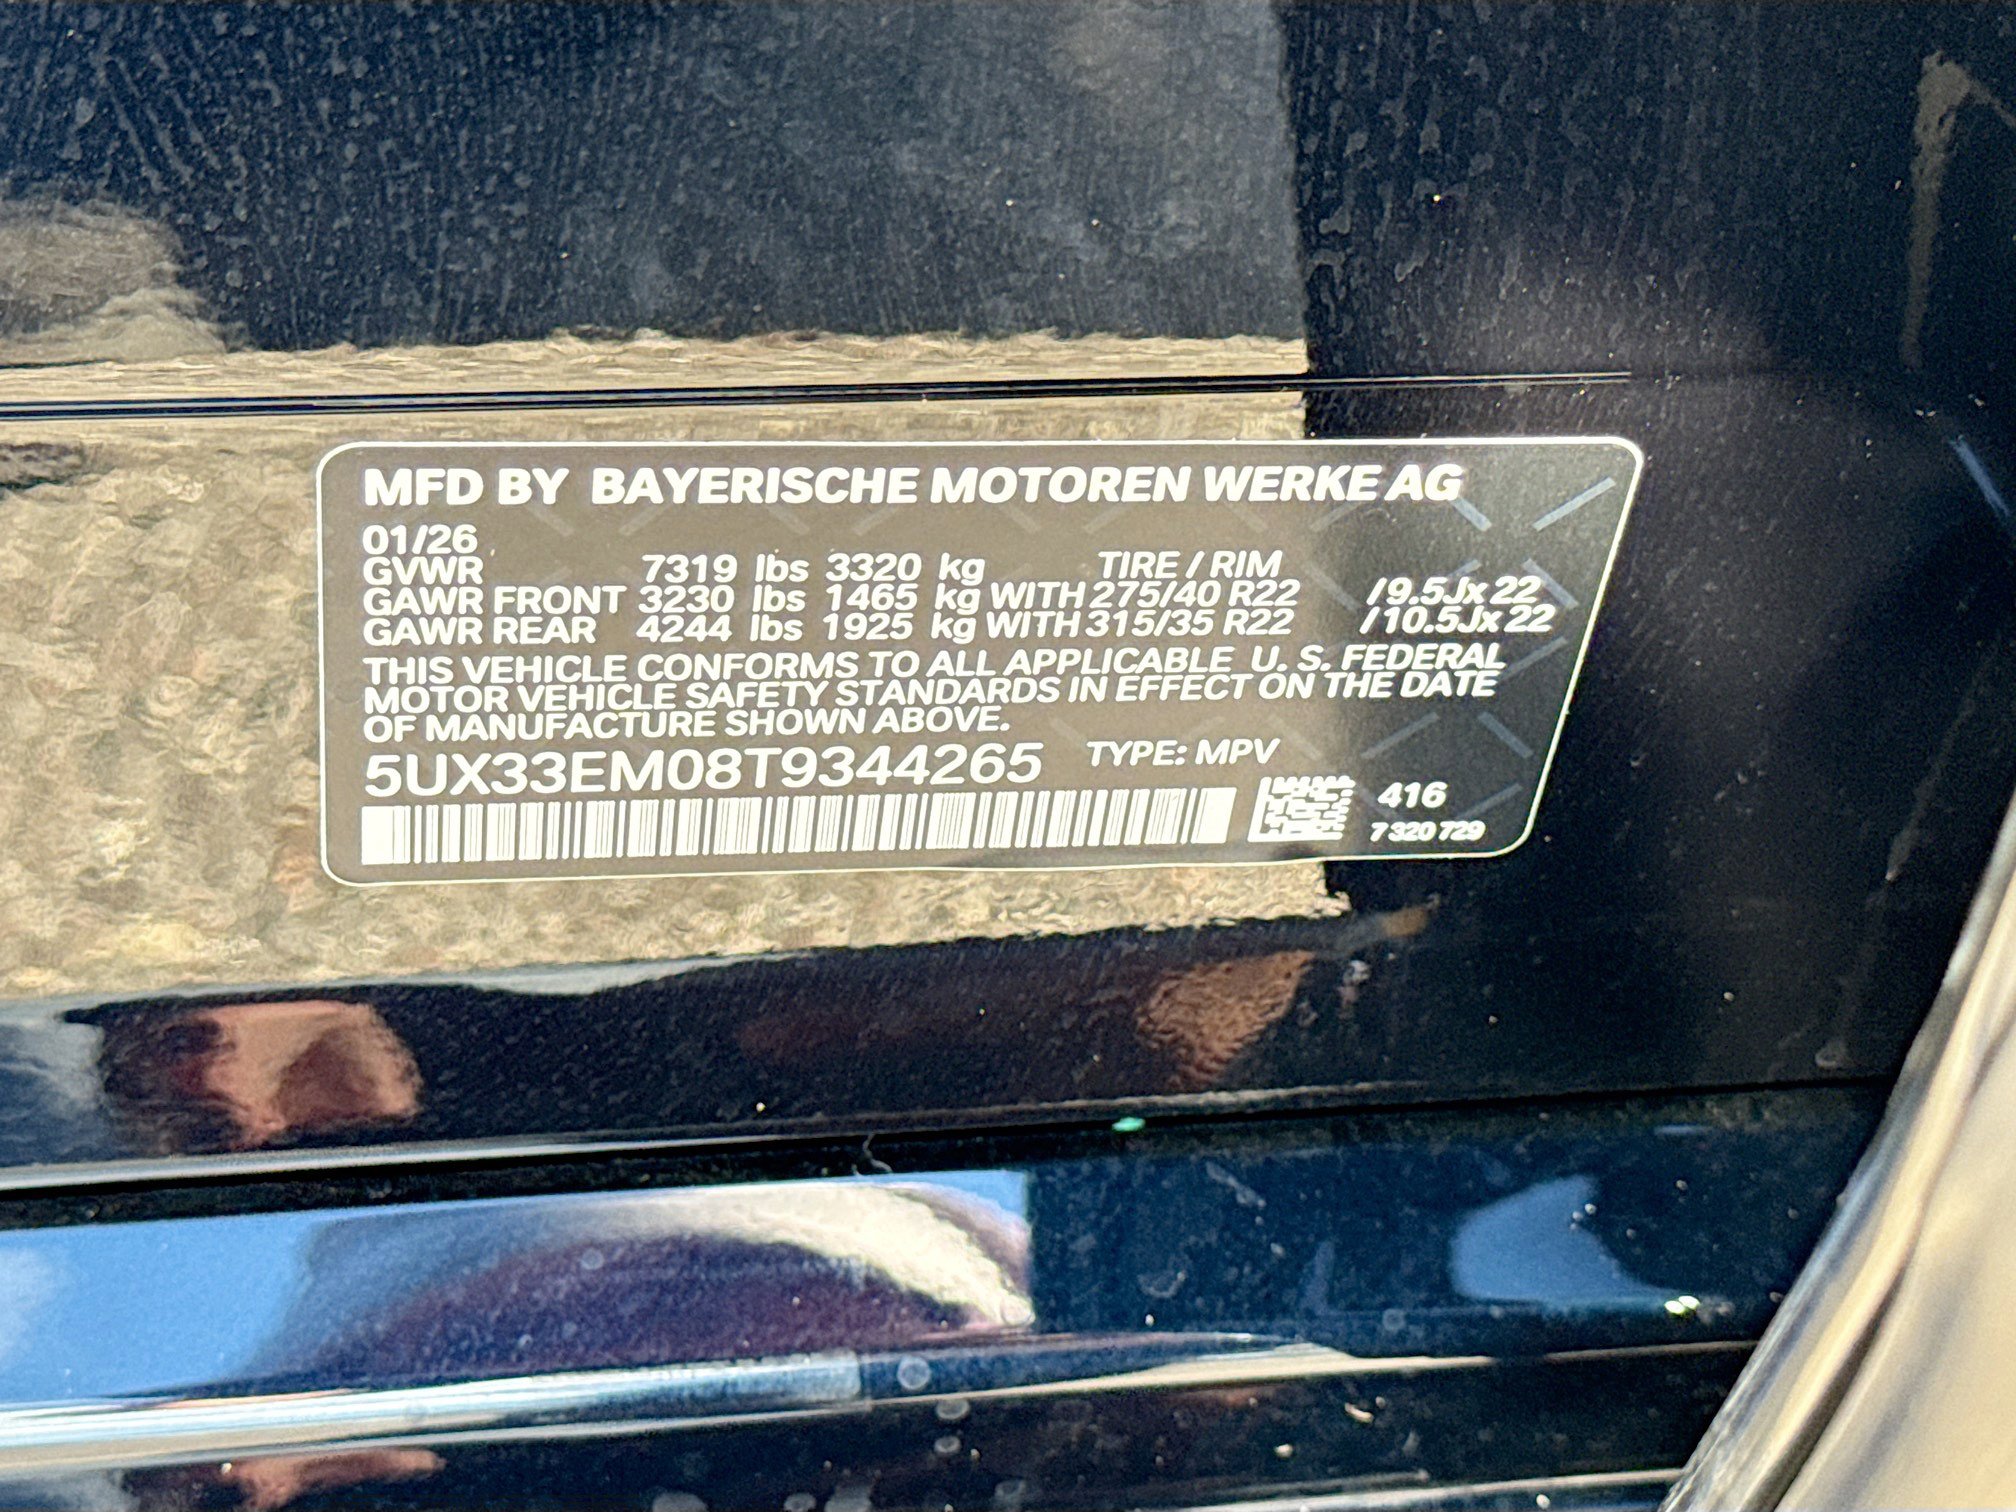 MFD BY BAYERISCHE MOTOREN WERKE AG
01/26
GVWR 7319 lbs 3320 kg TIRE / RIM
GAWR FRONT 3230 lbs 1465 kg WITH 275/40 R22 /9.5Jx22
GAWR REAR 4244 lbs 1925 kg WITH 315/35 R22 /10.5Jx22
THIS VEHICLE CONFORMS TO ALL APPLICABLE U. S. FEDERAL
MOTOR VEHICLE SAFETY STANDARDS IN EFFECT ON THE DATE
OF MANUFACTURE SHOWN ABOVE.
5UX33EM08T9344265 TYPE: MPV
416
7 320 729